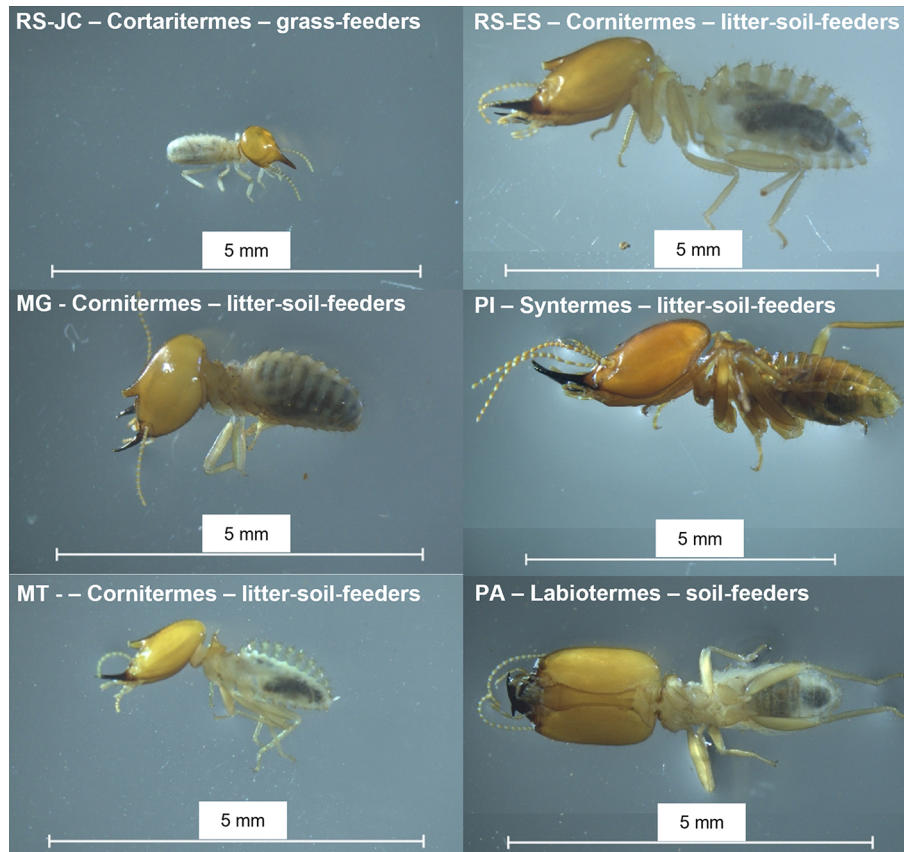 RS-JC – Cortaritermes – grass-feeders
5 mm
RS-ES – Cornitermes – litter-soil-feeders
5 mm
MG - Cornitermes – litter-soil-feeders
5 mm
PI – Syntermes – litter-soil-feeders
5 mm
MT - – Cornitermes – litter-soil-feeders
5 mm
PA – Labiotermes – soil-feeders
5 mm